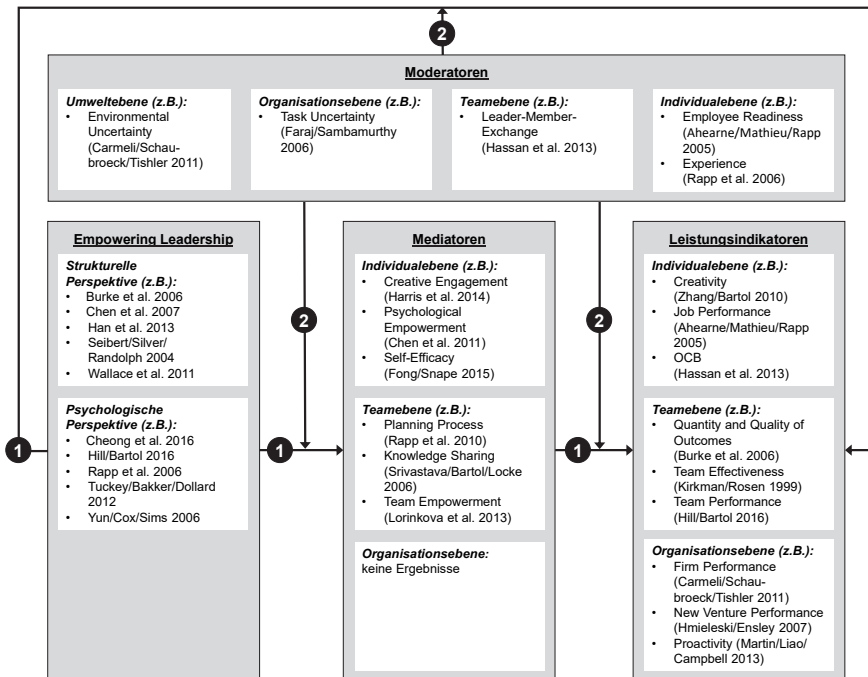 2
Moderatoren
Umweltebene (z.B.):
• Environmental
Uncertainty
(Carmeli/Schau-
broeck/Tishler 2011)
Organisationsebene (z.B.):
• Task Uncertainty
(Faraj/Sambamurthy
2006)
Teamebene (z.B.):
• Leader-Member-
Exchange
(Hassan et al. 2013)
Individualebene (z.B.):
• Employee Readiness
(Ahearne/Mathieu/Rapp
2005)
• Experience
(Rapp et al. 2006)
Empowering Leadership
Strukturelle
Perspektive (z.B.):
• Burke et al. 2006
• Chen et al. 2007
• Han et al. 2013
• Seibert/Silver/
Randolph 2004
• Wallace et al. 2011
Psychologische
Perspektive (z.B.):
• Cheong et al. 2016
• Hill/Bartol 2016
• Rapp et al. 2006
• Tuckey/Bakker/Dollard
2012
• Yun/Cox/Sims 2006
1
2
1
Mediatoren
Individualebene (z.B.):
• Creative Engagement
(Harris et al. 2014)
• Psychological
Empowerment
(Chen et al. 2011)
• Self-Efficacy
(Fong/Snape 2015)
Teamebene (z.B.):
• Planning Process
(Rapp et al. 2010)
• Knowledge Sharing
(Srivastava/Bartol/Locke
2006)
• Team Empowerment
(Lorinkova et al. 2013)
Organisationsebene:
keine Ergebnisse
2
1
Leistungsindikatoren
Individualebene (z.B.):
• Creativity
(Zhang/Bartol 2010)
• Job Performance
(Ahearne/Mathieu/Rapp
2005)
• OCB
(Hassan et al. 2013)
Teamebene (z.B.):
• Quantity and Quality of
Outcomes
(Burke et al. 2006)
• Team Effectiveness
(Kirkman/Rosen 1999)
• Team Performance
(Hill/Bartol 2016)
Organisationsebene (z.B.):
• Firm Performance
(Carmeli/Schau-
broeck/Tishler 2011)
• New Venture Performance
(Hmieleski/Ensley 2007)
• Proactivity (Martin/Liao/
Campbell 2013)